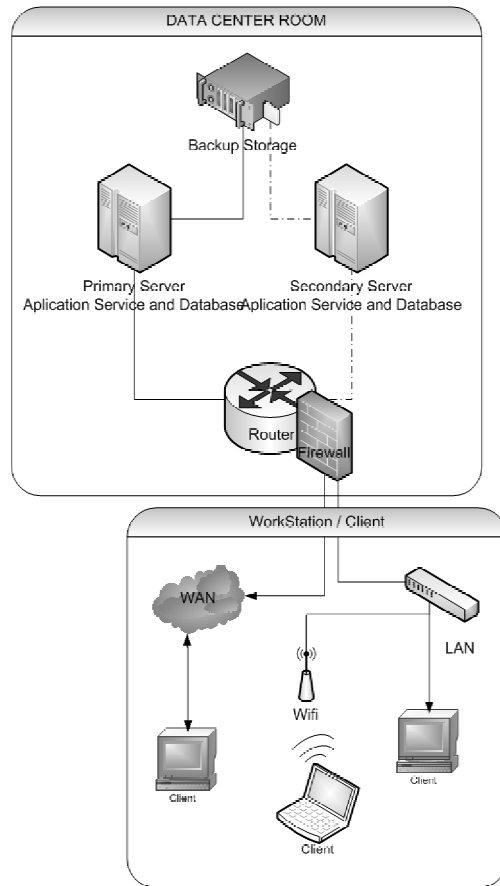 DATA CENTER ROOM
Backup Storage
Primary Server
Aplication Service and Database
Secondary Server
Aplication Service and Database
Router
Firewall
WorkStation / Client
WAN
LAN
Wifi
Client
Client
Client